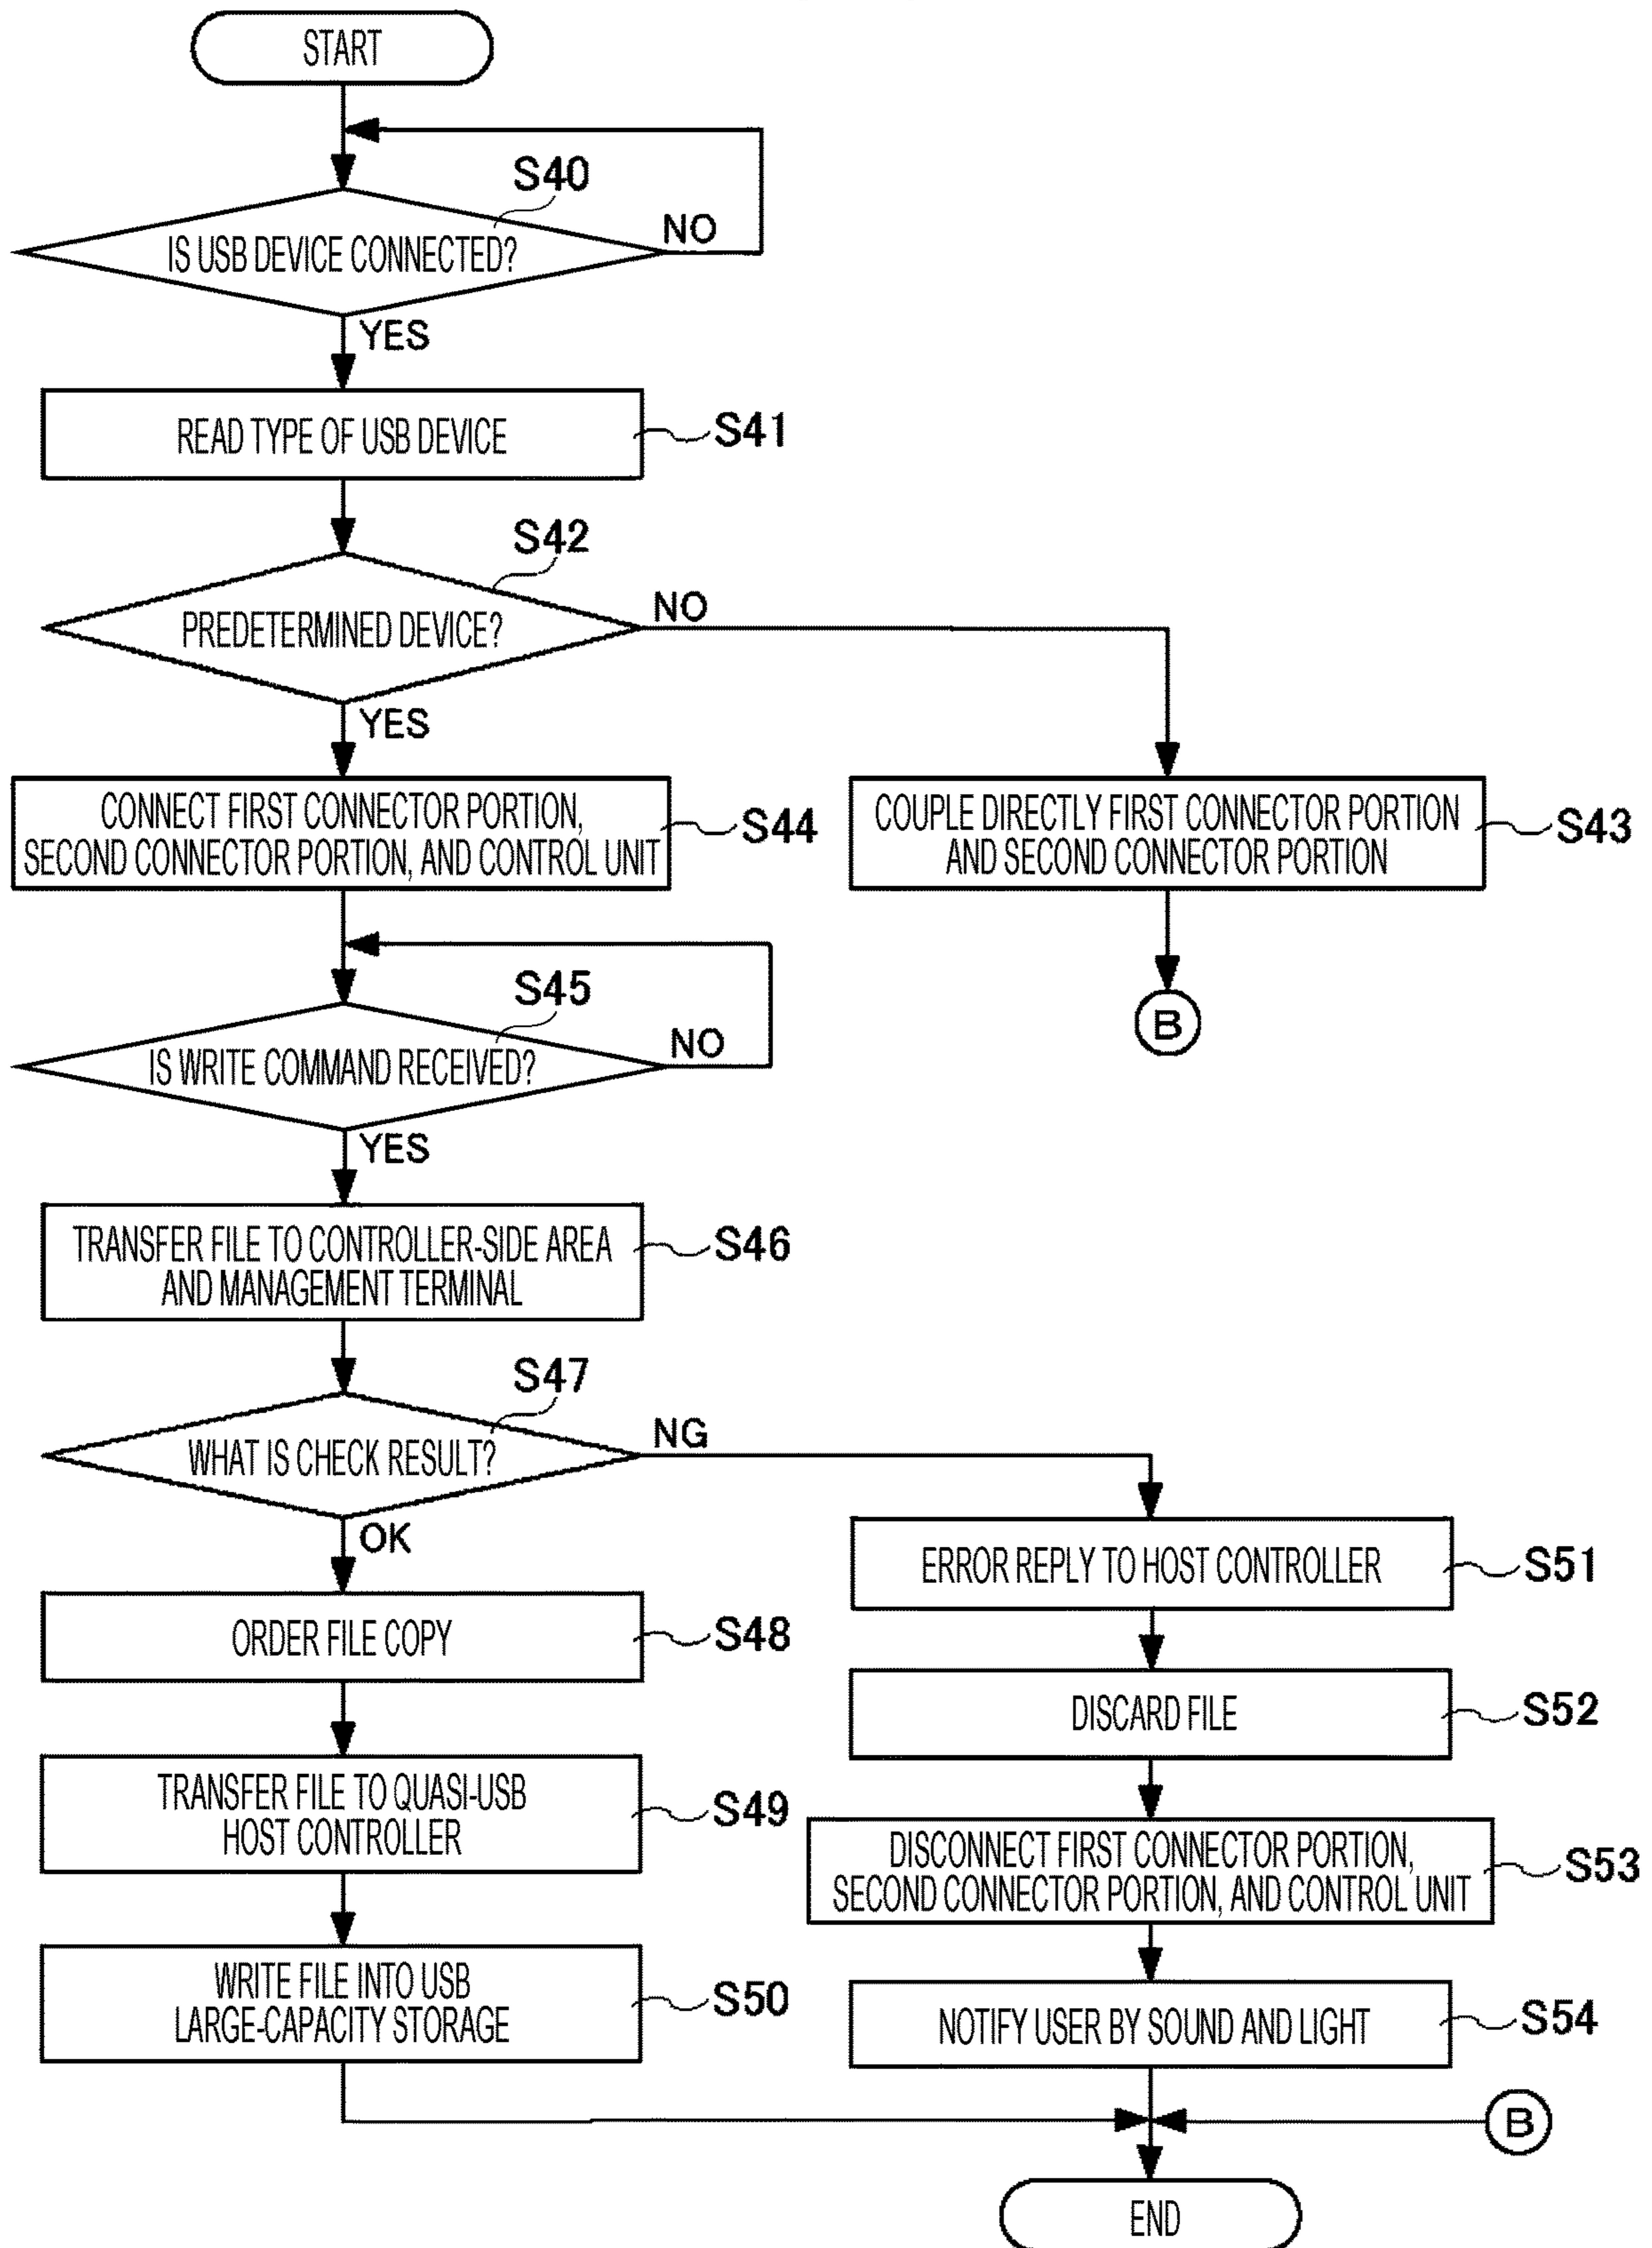 START
S40
IS USB DEVICE CONNECTED?
NO
YES
READ TYPE OF USB DEVICE
S41
S42
PREDETERMINED DEVICE?
NO
YES
CONNECT FIRST CONNECTOR PORTION,
SECOND CONNECTOR PORTION, AND CONTROL UNIT
S44
COUPLE DIRECTLY FIRST CONNECTOR PORTION
AND SECOND CONNECTOR PORTION
S43
B
S45
IS WRITE COMMAND RECEIVED?
NO
YES
TRANSFER FILE TO CONTROLLER-SIDE AREA
AND MANAGEMENT TERMINAL
S46
S47
WHAT IS CHECK RESULT?
NG
OK
ERROR REPLY TO HOST CONTROLLER
S51
ORDER FILE COPY
S48
DISCARD FILE
S52
TRANSFER FILE TO QUASI-USB
HOST CONTROLLER
S49
DISCONNECT FIRST CONNECTOR PORTION,
SECOND CONNECTOR PORTION, AND CONTROL UNIT
S53
WRITE FILE INTO USB
LARGE-CAPACITY STORAGE
S50
NOTIFY USER BY SOUND AND LIGHT
S54
B
END